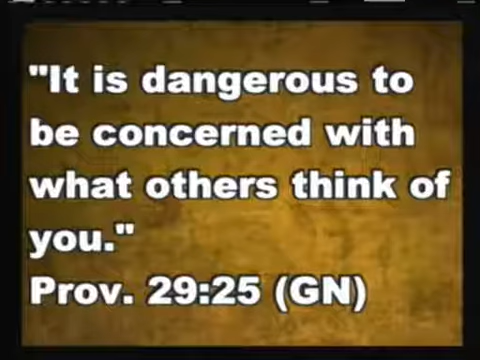 "It is dangerous to
be concerned with
what others think of
you."
Prov. 29:25 (GN)